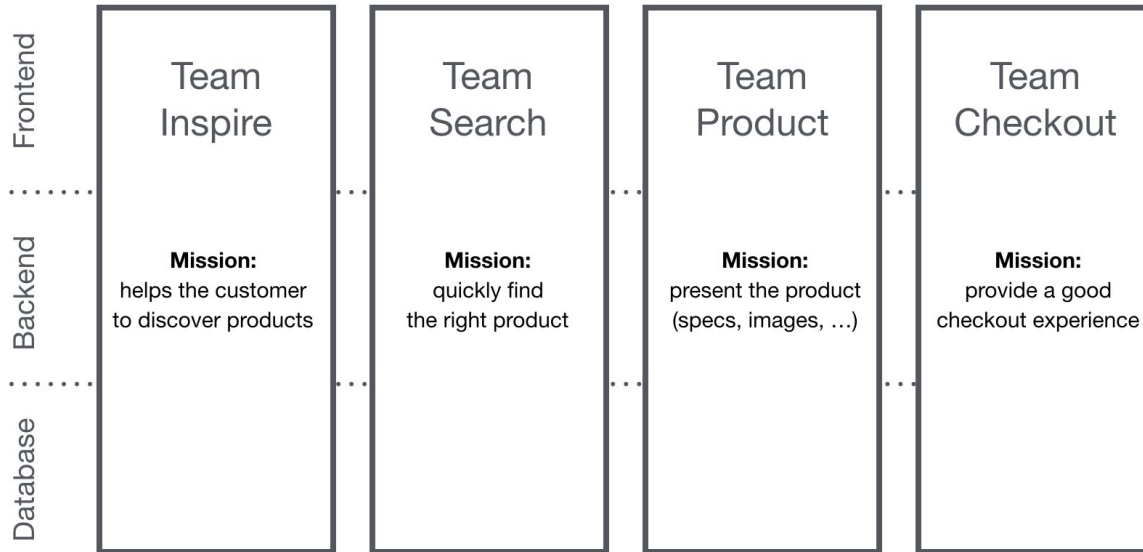 Frontend
Backend
Database
Team
Inspire
Mission:
helps the customer
to discover products
Team
Search
Mission:
quickly find
the right product
Team
Product
Mission:
present the product
(specs, images, …)
Team
Checkout
Mission:
provide a good
checkout experience